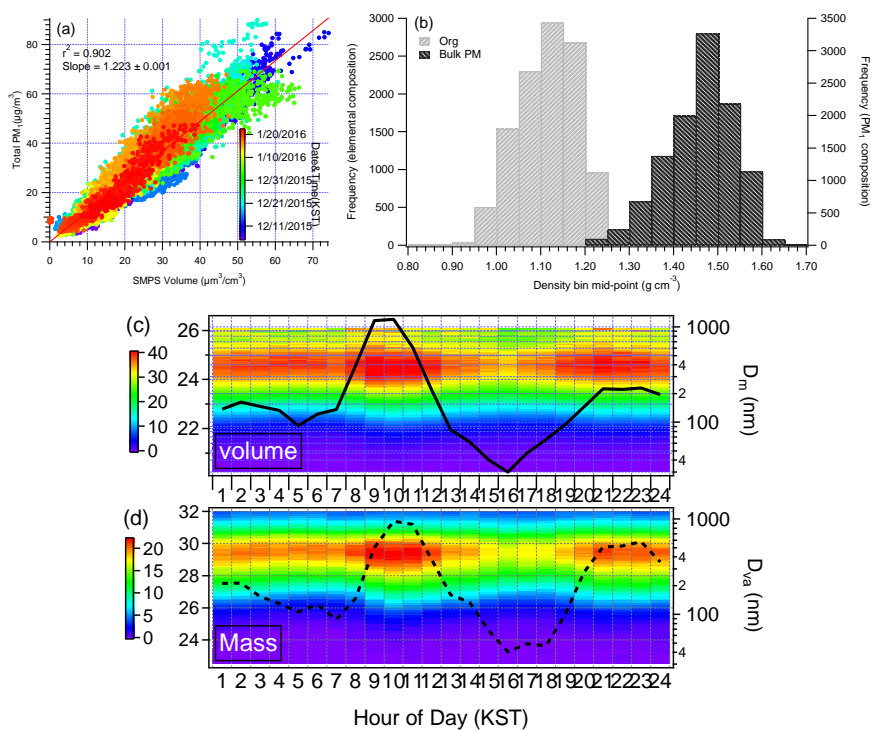 (a)
r² = 0.902
Slope = 1.223 ± 0.001
Total PM₁(µg/m³)
80
60
40
20
0
0 10 20 30 40 50 60 70
SMPS Volume (µm³/cm³)
1/20/2016
1/10/2016
12/31/2015
12/21/2015
12/11/2015
Date&Time(KST)
(b)
Org
Bulk PM
Frequency (elemental composition)
3000
2500
2000
1500
1000
500
0
3500
3000
2500
2000
1500
1000
500
0
Frequency (PM₁ composition)
0.80 0.90 1.00 1.10 1.20 1.30 1.40 1.50 1.60 1.70
Density bin mid-point (g cm⁻³)
(c)
40
30
20
10
0
26
24
22
volume
1000
4
2
100
4
Dm (nm)
1 2 3 4 5 6 7 8 9 10 11 12 13 14 15 16 17 18 19 20 21 22 23 24
(d)
20
15
10
5
0
32
30
28
26
24
Mass
1000
4
2
100
4
Dva (nm)
1 2 3 4 5 6 7 8 9 10 11 12 13 14 15 16 17 18 19 20 21 22 23 24
Hour of Day (KST)